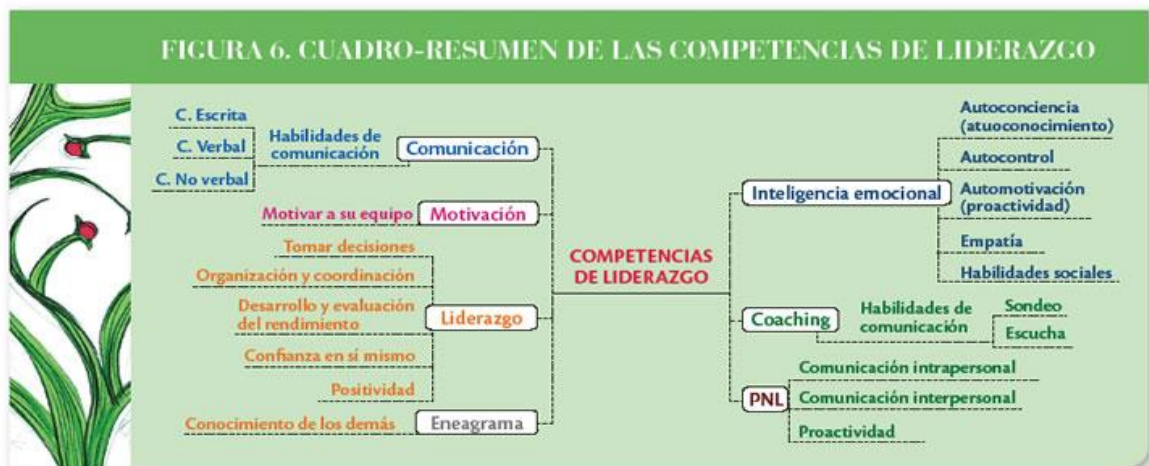 FIGURA 6. CUADRO-RESUMEN DE LAS COMPETENCIAS DE LIDERAZGO
C. Escrita
C. Verbal
C. No verbal
Habilidades de
comunicación
Comunicación
Motivar a su equipo
Motivación
Tomar decisiones
Organización y coordinación
Desarrollo y evaluación
del rendimiento
Confianza en sí mismo
Positividad
Liderazgo
Conocimiento de los demás
Eneagrama
COMPETENCIAS
DE LIDERAZGO
Inteligencia emocional
Autoconciencia
(atuoconocimiento)
Autocontrol
Automotivación
(proactividad)
Empatía
Habilidades sociales
Coaching
Habilidades de
comunicación
Sondeo
Escucha
PNL
Comunicación intrapersonal
Comunicación interpersonal
Proactividad